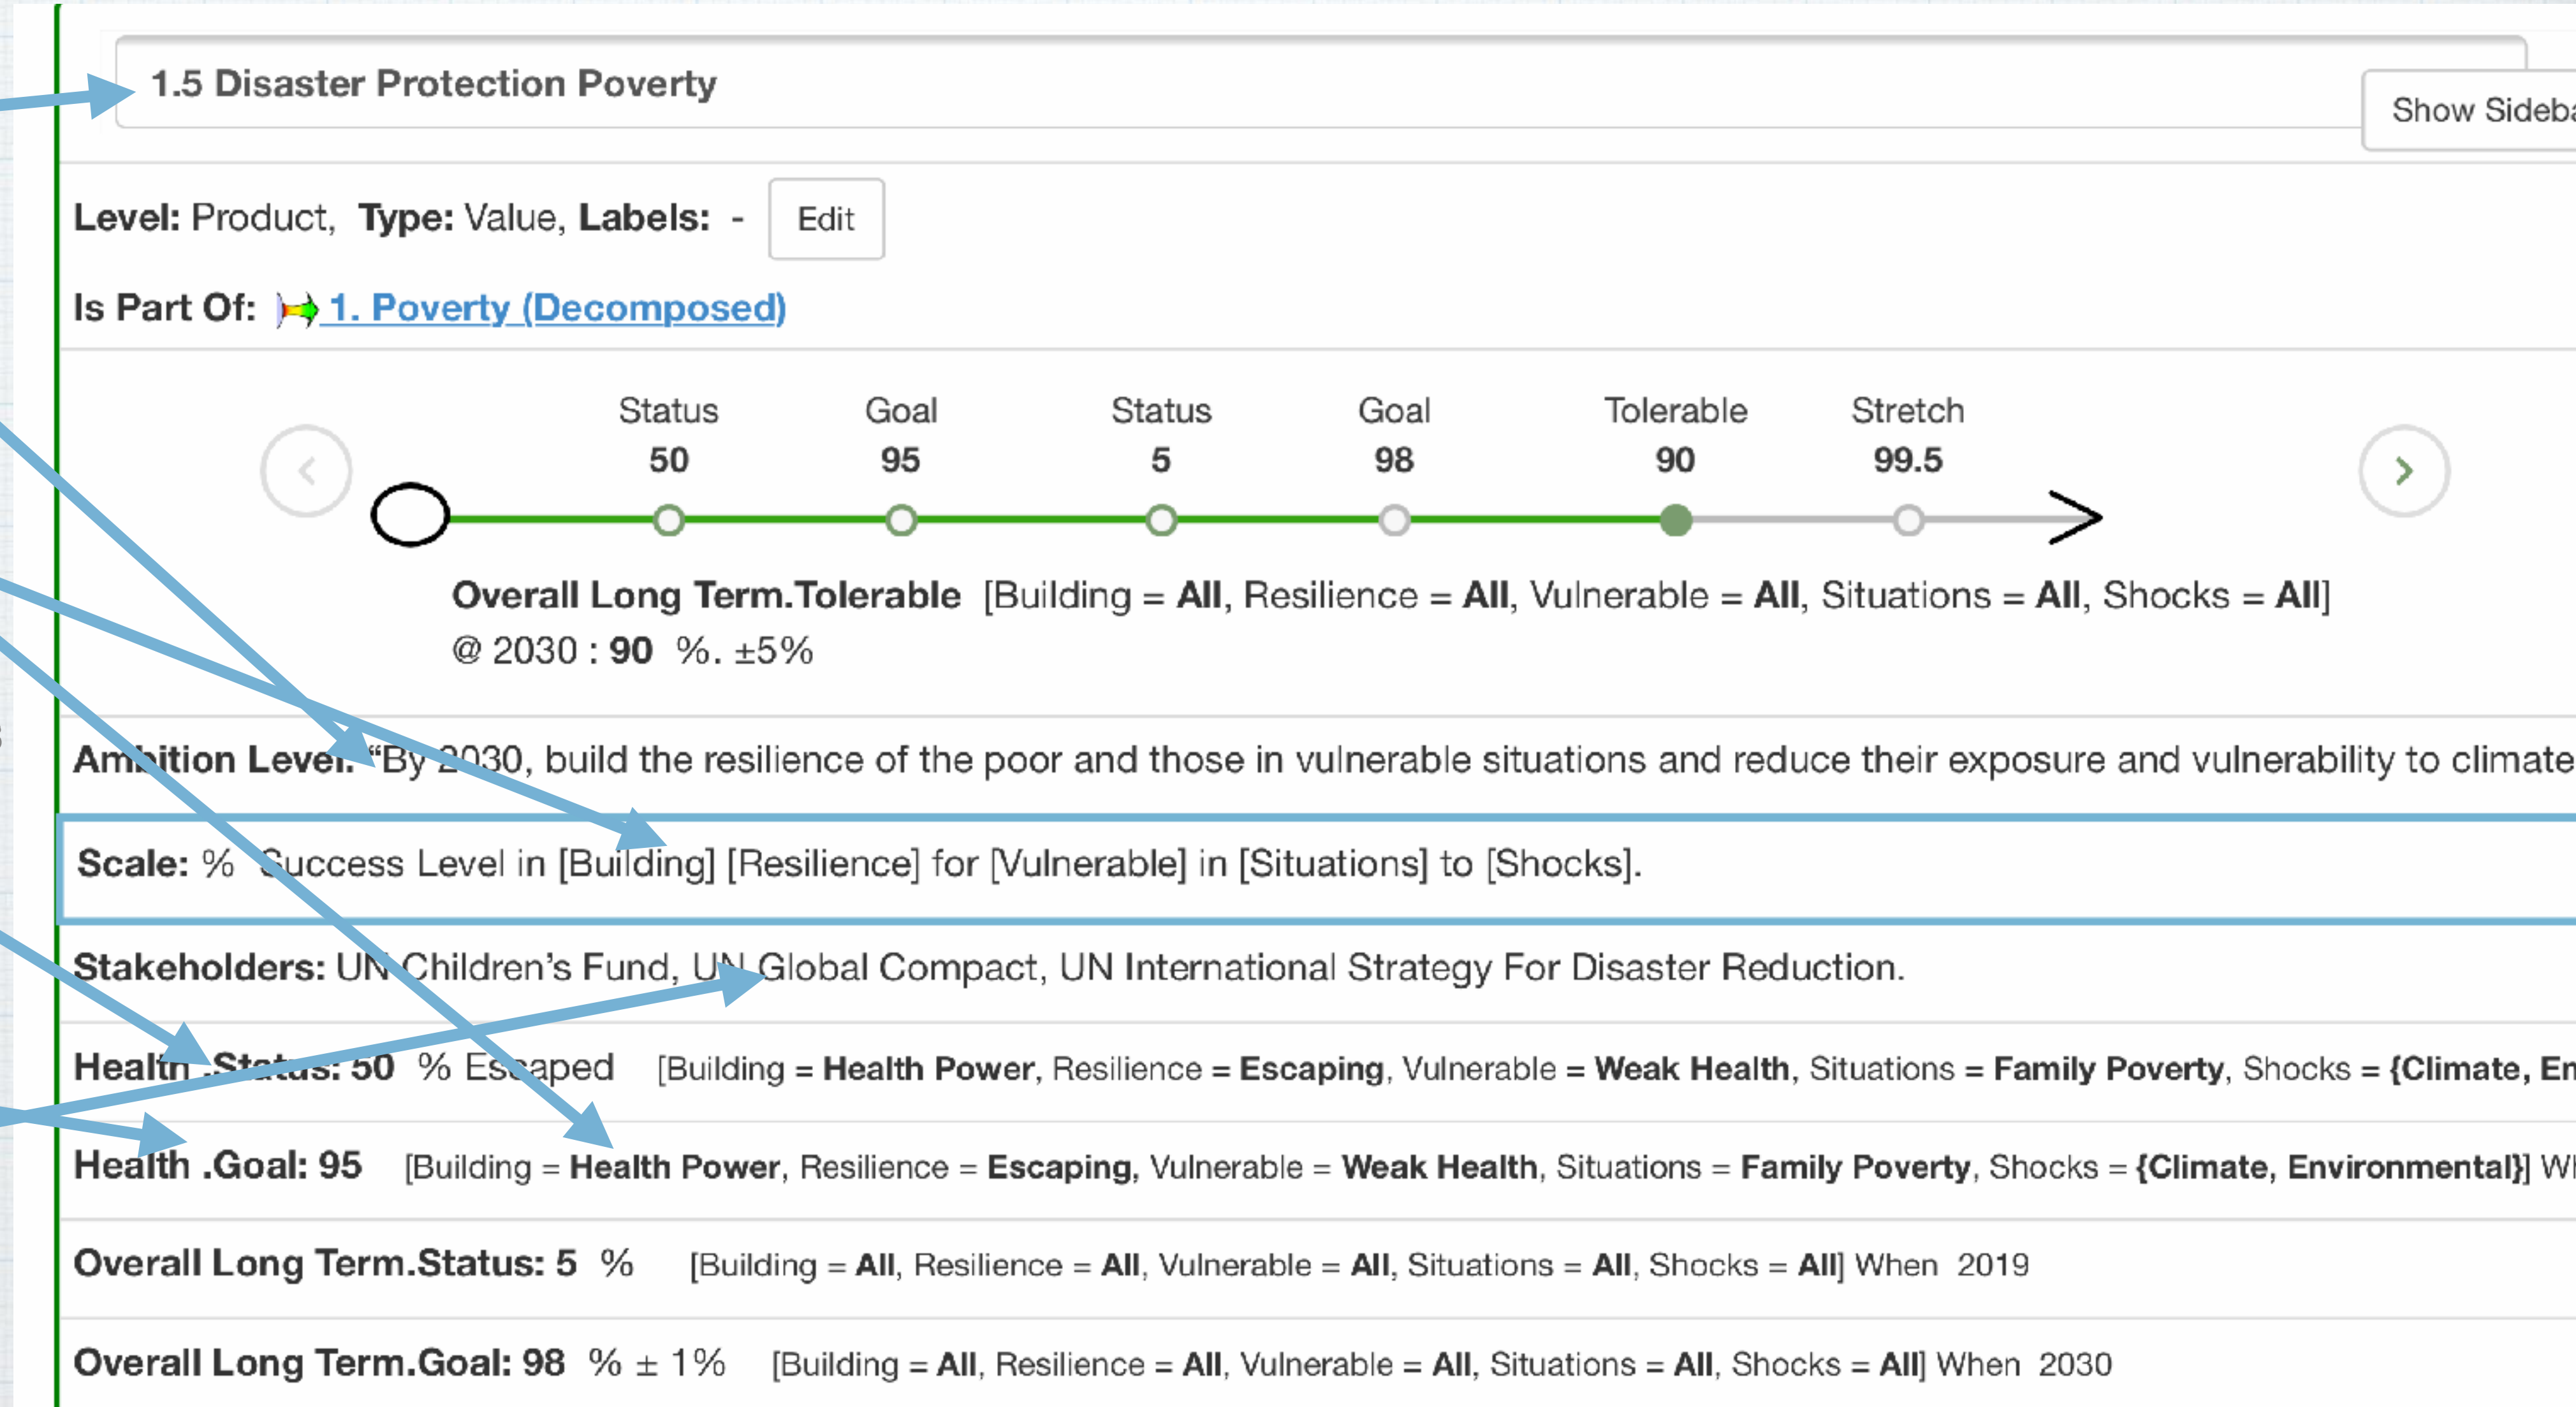 1.5 Disaster Protection Poverty
Show Sideba
Level: Product, Type: Value, Labels: - Edit
Is Part Of: 1. Poverty (Decomposed)
Status Goal Status Goal Tolerable Stretch
50 95 5 98 90 99.5
Overall Long Term.Tolerable [Building = All, Resilience = All, Vulnerable = All, Situations = All, Shocks = All]
@ 2030 : 90 %. ±5%
Ambition Level: “By 2030, build the resilience of the poor and those in vulnerable situations and reduce their exposure and vulnerability to climate
Scale: % Success Level in [Building] [Resilience] for [Vulnerable] in [Situations] to [Shocks].
Stakeholders: UN Children’s Fund, UN Global Compact, UN International Strategy For Disaster Reduction.
Health .Status: 50 % Escaped [Building = Health Power, Resilience = Escaping, Vulnerable = Weak Health, Situations = Family Poverty, Shocks = {Climate, En
Health .Goal: 95 [Building = Health Power, Resilience = Escaping, Vulnerable = Weak Health, Situations = Family Poverty, Shocks = {Climate, Environmental}] Wh
Overall Long Term.Status: 5 % [Building = All, Resilience = All, Vulnerable = All, Situations = All, Shocks = All] When 2019
Overall Long Term.Goal: 98 % ± 1% [Building = All, Resilience = All, Vulnerable = All, Situations = All, Shocks = All] When 2030